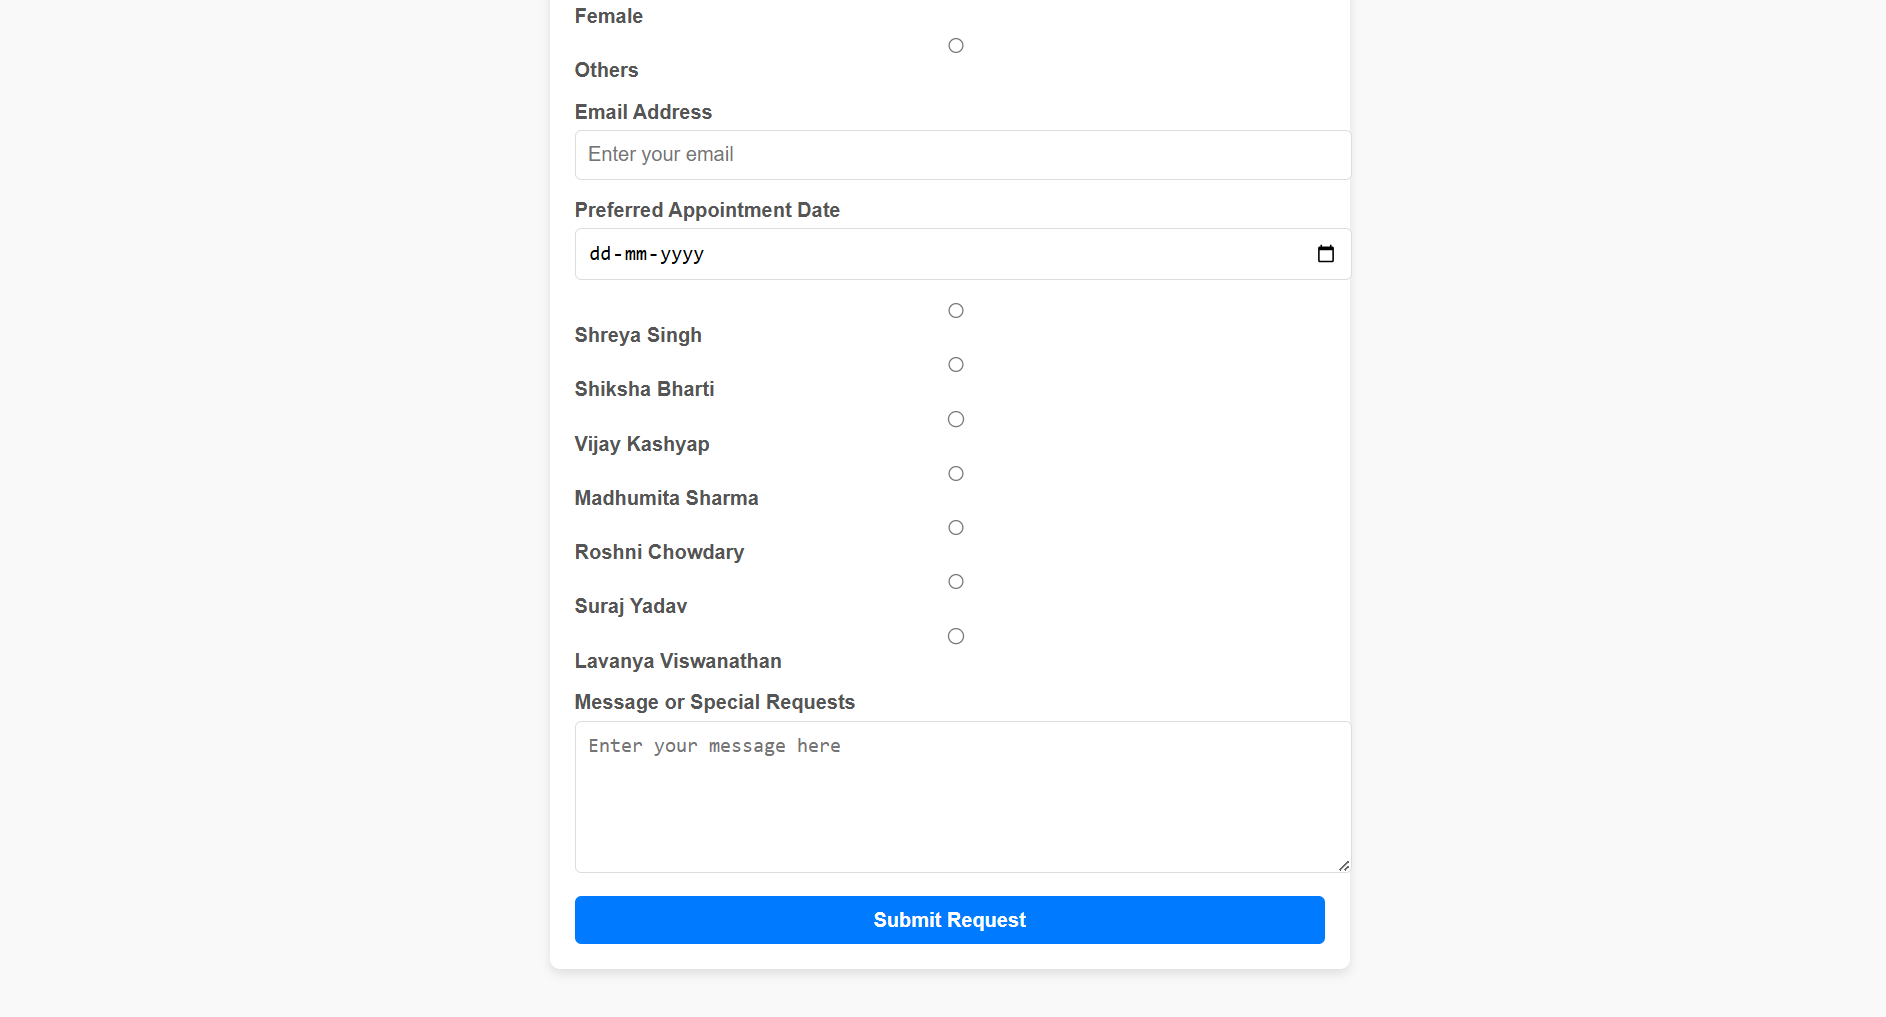 Female
Others
Email Address
Enter your email
Preferred Appointment Date
dd-mm-yyyy
Shreya Singh
Shiksha Bharti
Vijay Kashyap
Madhumita Sharma
Roshni Chowdary
Suraj Yadav
Lavanya Viswanathan
Message or Special Requests
Enter your message here
Submit Request